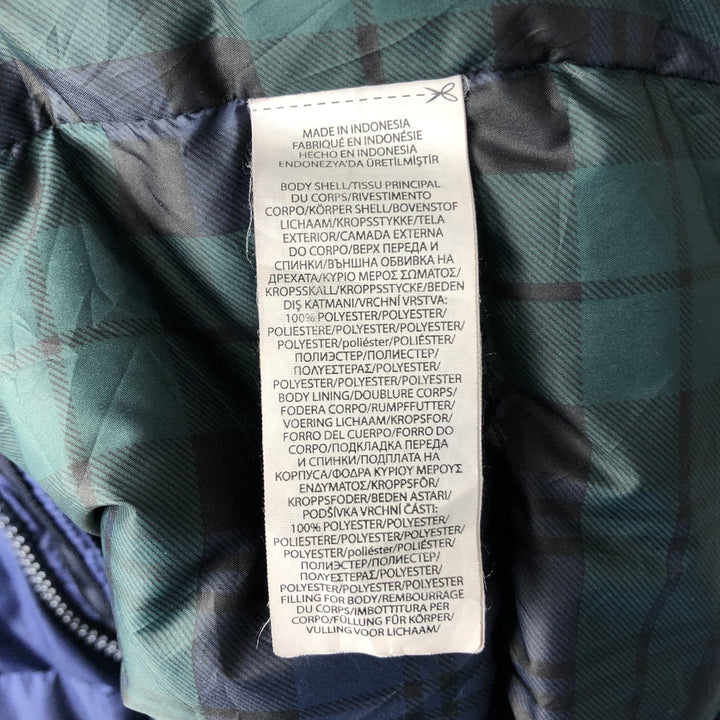 MADE IN INDONESIA
FABRIQUÉ EN INDONÉSIE
HECHO EN INDONESIA
ENDONEZYA'DA ÜRETİLMİŞTİR
BODY SHELL/TISSU PRINCIPAL
DU CORPS/RIVESTIMENTO
CORPO/KÖRPER SHELL/BOVENSTOF
LICHAAM/KROPSSTYKKE/TELA
EXTERIOR/CAMADA EXTERNA
DO CORPO/ВЕРХ ПЕРЕДА И
СПИНКИ/ВЪНШНА ОБВИВКА НА
ДРЕХАТА/ΚΥΡΙΟ ΜΕΡΟΣ ΣΩΜΑΤΟΣ/
KROPPSKALL/KROPPSSTYCKE/BEDEN
DIŞ KATMANI/VRCHNÍ VRSTVA:
100% POLYESTER/POLYESTER/
POLIESTERE/POLYESTER/POLYESTER/
POLYESTER/poliéster/POLIÉSTER/
ПОЛИЭСТЕР/ПОЛИЕСТЕР/
ΠΟΛΥΕΣΤΕΡΑΣ/POLYESTER/
POLYESTER/POLYESTER/POLYESTER
BODY LINING/DOUBLURE CORPS/
FODERA CORPO/RUMPFFUTTER/
VOERING LICHAAM/KROPSFOR/
FORRO DEL CUERPO/FORRO DO
CORPO/ПОДКЛАДКА ПЕРЕДА
И СПИНКИ/ПОДПЛАТА НА
КОРПУСА/ΦΟΔΡΑ ΚΥΡΙΟΥ ΜΕΡΟΥΣ
ΕΝΔΥΜΑΤΟΣ/KROPPSFÔR/
KROPPSFODER/BEDEN ASTARI/
PODŠÍVKA VRCHNÍ ČÁSTI:
100% POLYESTER/POLYESTER/
POLIESTERE/POLYESTER/POLYESTER/
POLYESTER/poliéster/POLIÉSTER/
ПОЛИЭСТЕР/ПОЛИЕСТЕР/
ΠΟΛΥΕΣΤΕΡΑΣ/POLYESTER/
POLYESTER/POLYESTER/POLYESTER
FILLING FOR BODY/REMBOURRAGE
DU CORPS/IMBOTTITURA PER
CORPO/FÜLLUNG FÜR KÖRPER/
VULLING VOOR LICHAAM/